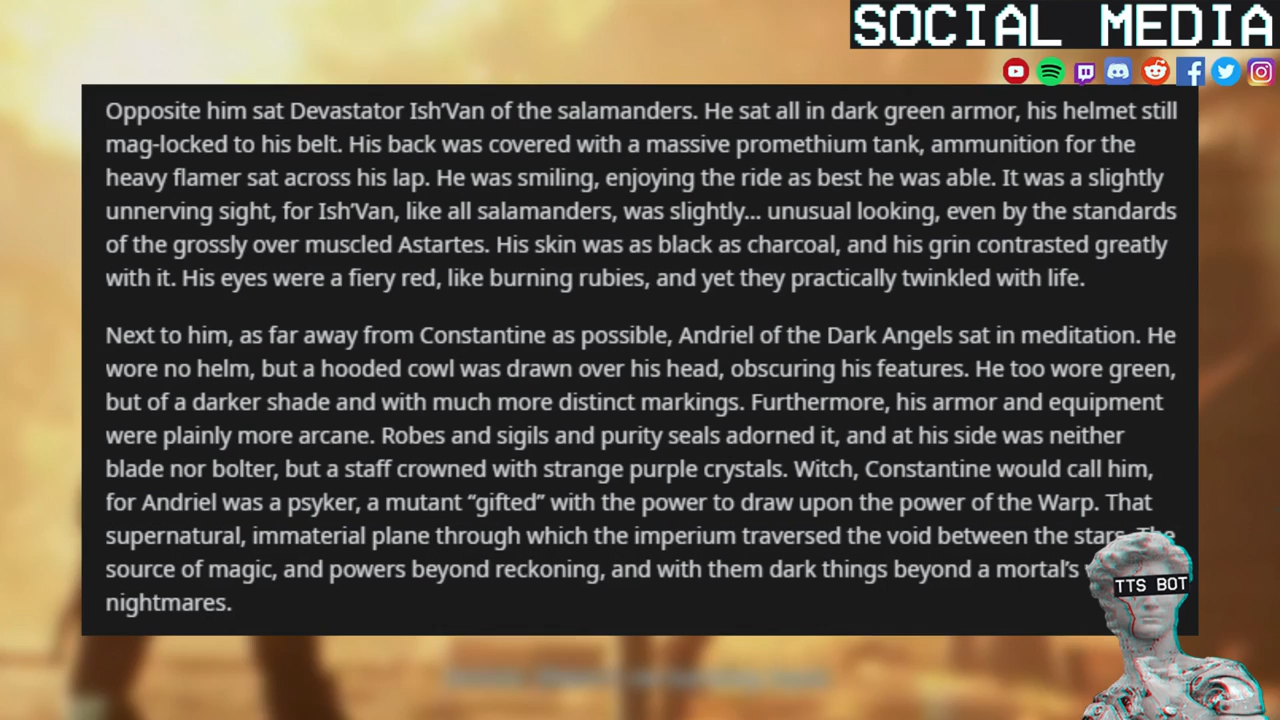 SOCIAL MEDIA
Opposite him sat Devastator Ish’Van of the salamanders. He sat all in dark green armor, his helmet still
mag-locked to his belt. His back was covered with a massive promethium tank, ammunition for the
heavy flamer sat across his lap. He was smiling, enjoying the ride as best he was able. It was a slightly
unnerving sight, for Ish’Van, like all salamanders, was slightly... unusual looking, even by the standards
of the grossly over muscled Astartes. His skin was as black as charcoal, and his grin contrasted greatly
with it. His eyes were a fiery red, like burning rubies, and yet they practically twinkled with life.
Next to him, as far away from Constantine as possible, Andriel of the Dark Angels sat in meditation. He
wore no helm, but a hooded cowl was drawn over his head, obscuring his features. He too wore green,
but of a darker shade and with much more distinct markings. Furthermore, his armor and equipment
were plainly more arcane. Robes and sigils and purity seals adorned it, and at his side was neither
blade nor bolter, but a staff crowned with strange purple crystals. Witch, Constantine would call him,
for Andriel was a psyker, a mutant “gifted” with the power to draw upon the power of the Warp. That
supernatural, immaterial plane through which the imperium traversed the void between the stars. The
source of magic, and powers beyond reckoning, and with them dark things beyond a mortal’s
nightmares.
TTS BOT